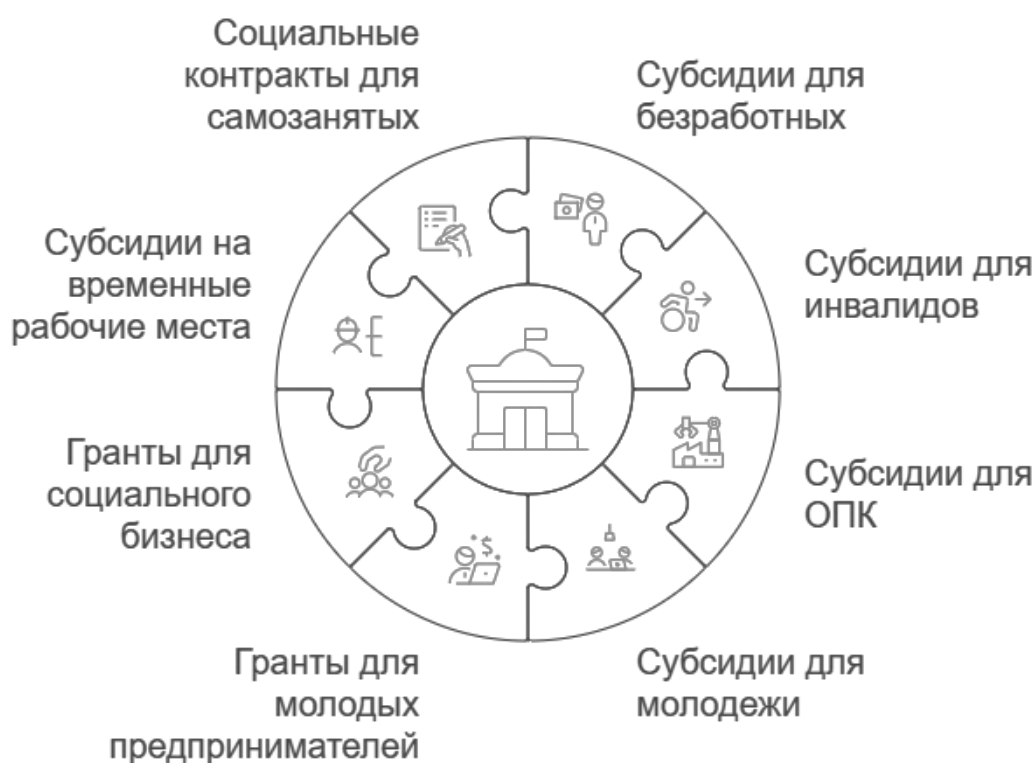 Социальные
контракты для
самозанятых
Субсидии для
безработных
Субсидии на
временные
рабочие места
Субсидии для
инвалидов
Гранты для
социального
бизнеса
Субсидии для
ОПК
Гранты для
молодых
предпринимателей
Субсидии для
молодежи